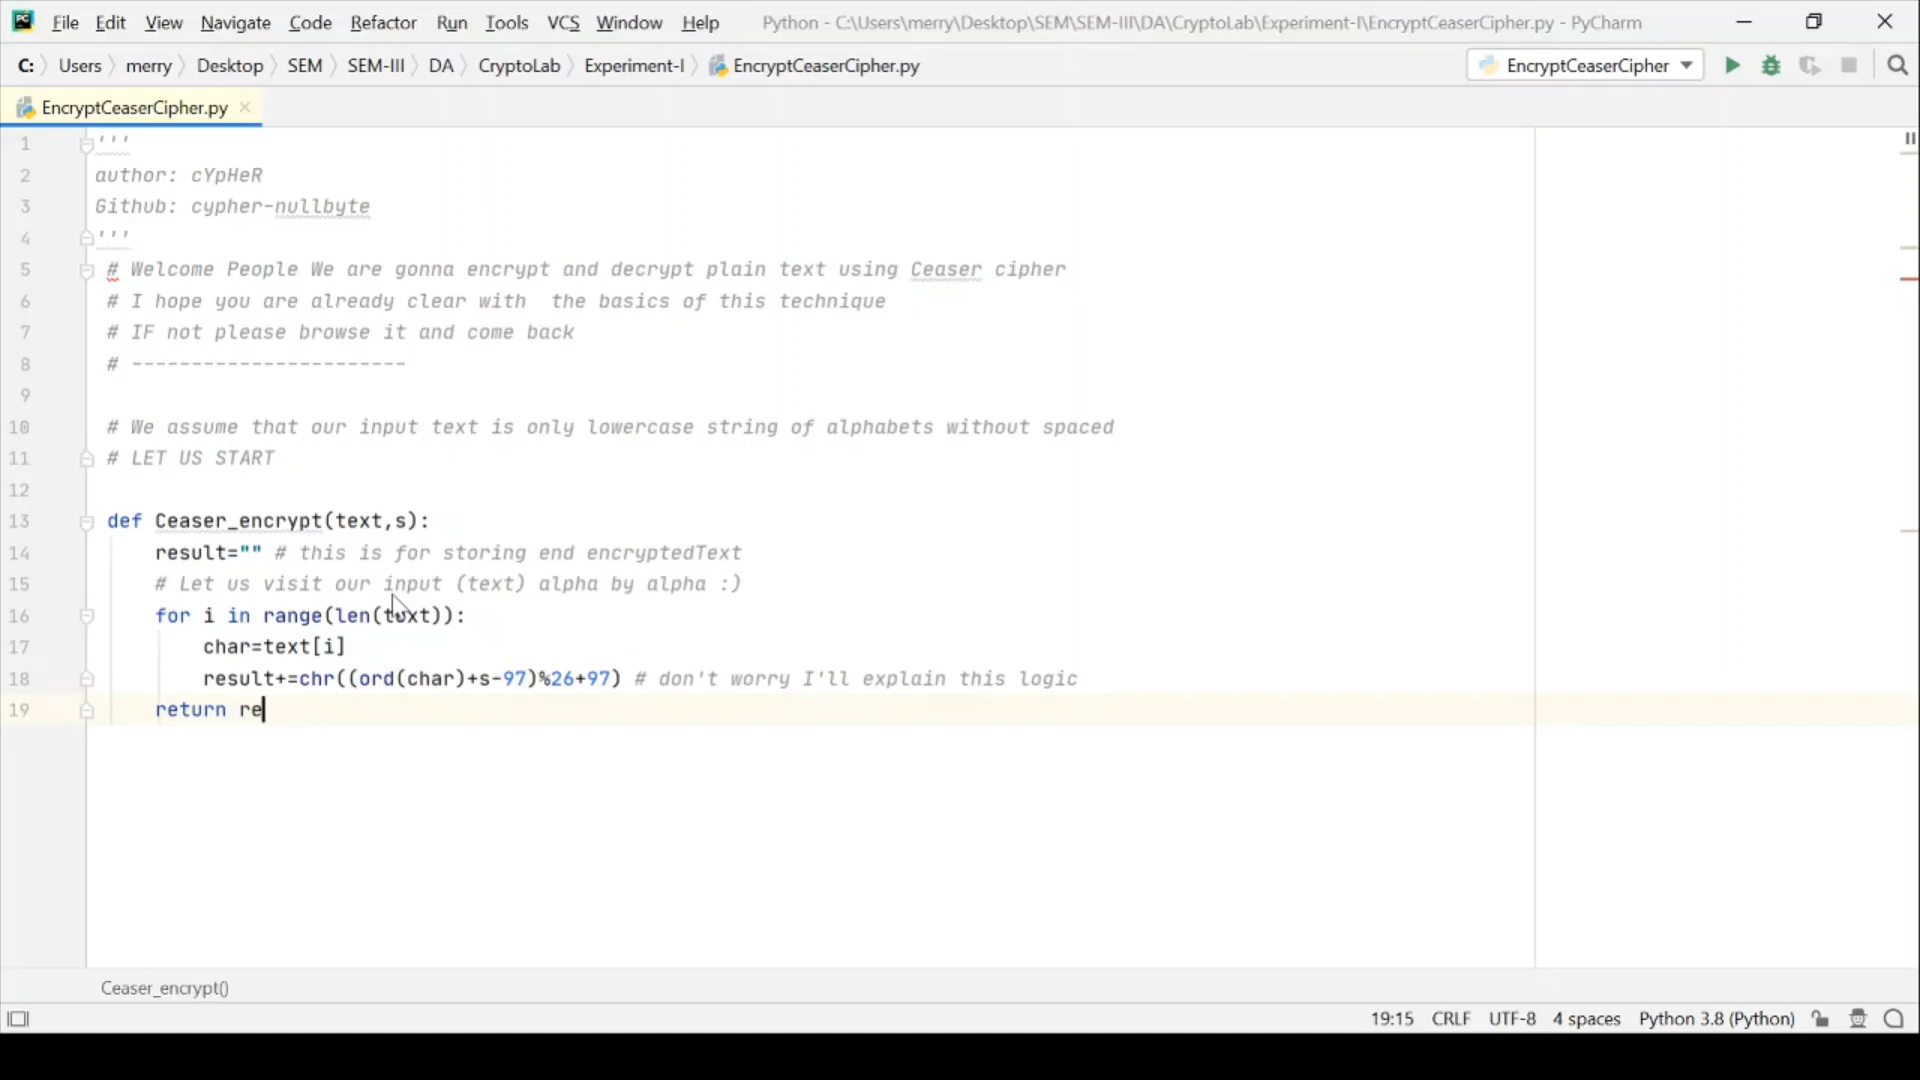 File Edit View Navigate Code Refactor Run Tools VCS Window Help Python - C:\Users\merry\Desktop\SEM\SEM-III\DA\CryptoLab\Experiment-I\EncryptCeaserCipher.py - PyCharm
C: Users merry Desktop SEM SEM-III DA CryptoLab Experiment-I EncryptCeaserCipher.py EncryptCeaserCipher
EncryptCeaserCipher.py
1 '''
2 author: cYpHeR
3 Github: cypher-nullbyte
4 '''
5 # Welcome People We are gonna encrypt and decrypt plain text using Ceaser cipher
6 # I hope you are already clear with  the basics of this technique
7 # IF not please browse it and come back
8 # -----------------------
9
10 # We assume that our input text is only lowercase string of alphabets without spaced
11 # LET US START
12
13 def Ceaser_encrypt(text,s):
14 result="" # this is for storing end encryptedText
15 # Let us visit our input (text) alpha by alpha :)
16 for i in range(len(text)):
17 char=text[i]
18 result+=chr((ord(char)+s-97)%26+97) # don't worry I'll explain this logic
19 return re
Ceaser_encrypt()
19:15 CRLF UTF-8 4 spaces Python 3.8 (Python)